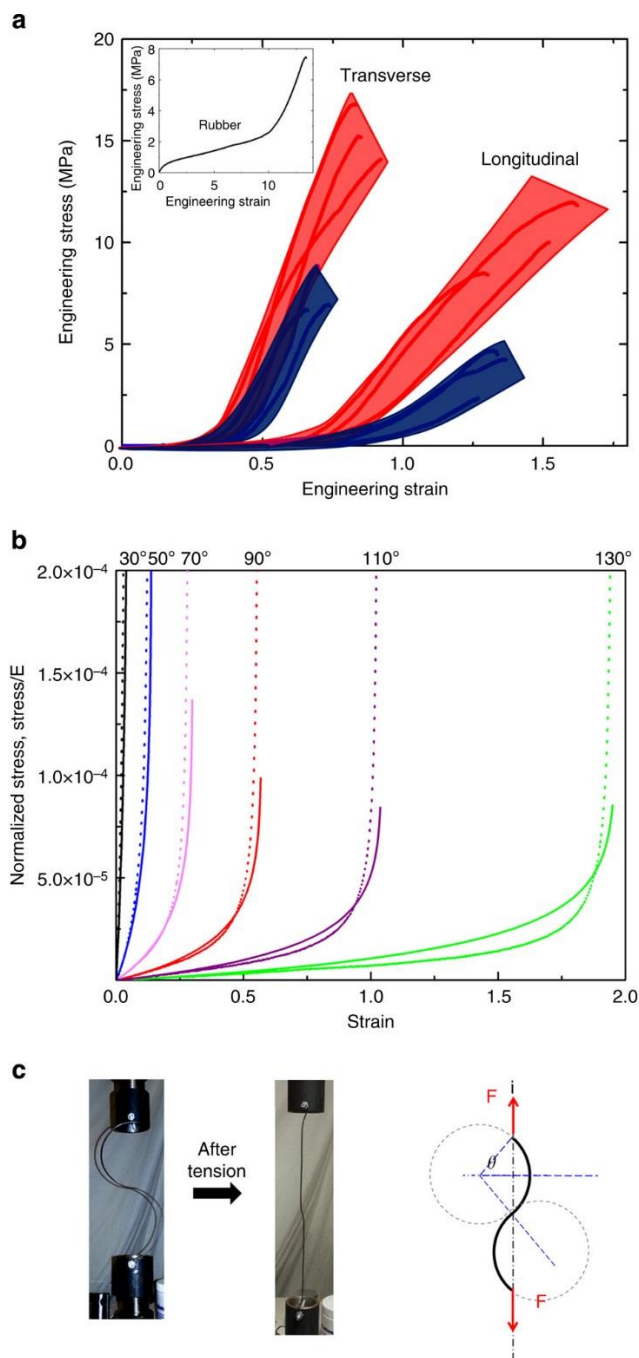 a
20
15
10
5
0
Engineering stress (MPa)
0.0 0.5 1.0 1.5
Engineering strain
8
6
4
2
0
Engineering stress (MPa)
Rubber
0 5 10
Engineering strain
Transverse
Longitudinal
b
30° 50° 70° 90° 110° 130°
2.0×10⁻⁴
1.5×10⁻⁴
1.0×10⁻⁴
5.0×10⁻⁵
Normalized stress, stress/E
0.0 0.5 1.0 1.5 2.0
Strain
c
After
tension
F
θ
F